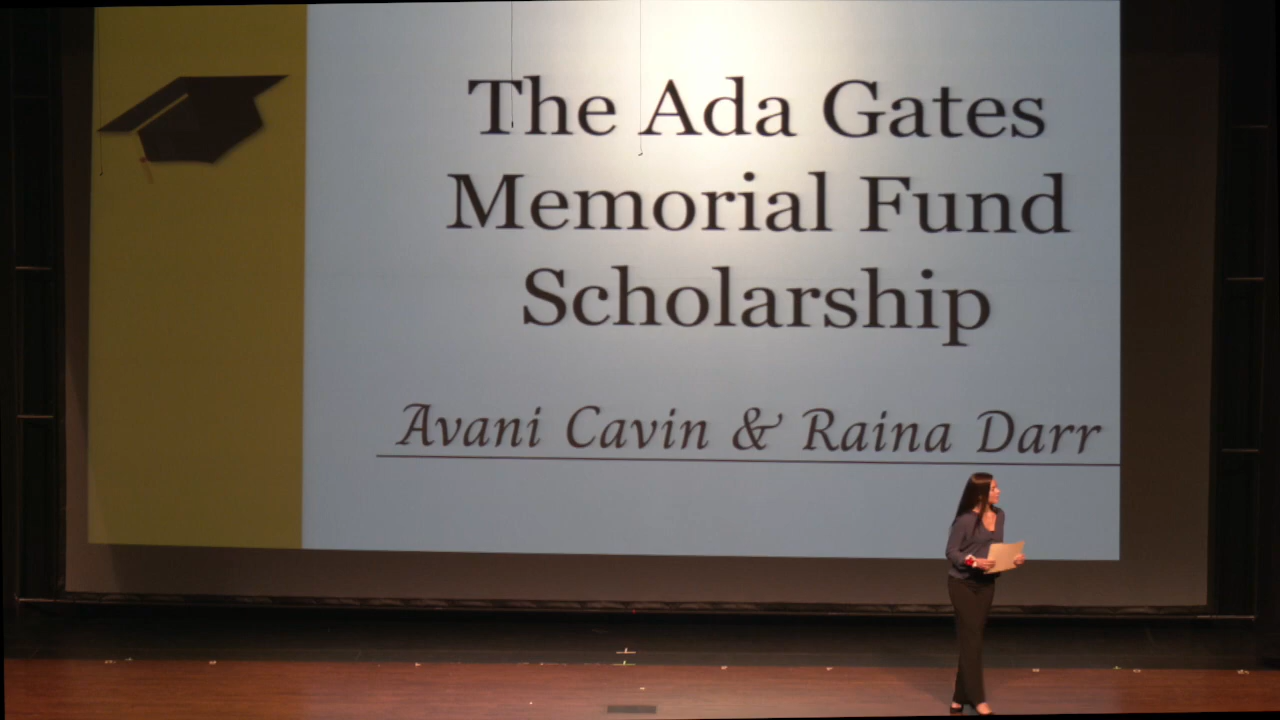 The Ada Gates
Memorial Fund
Scholarship
Avani Cavin & Raina Darr